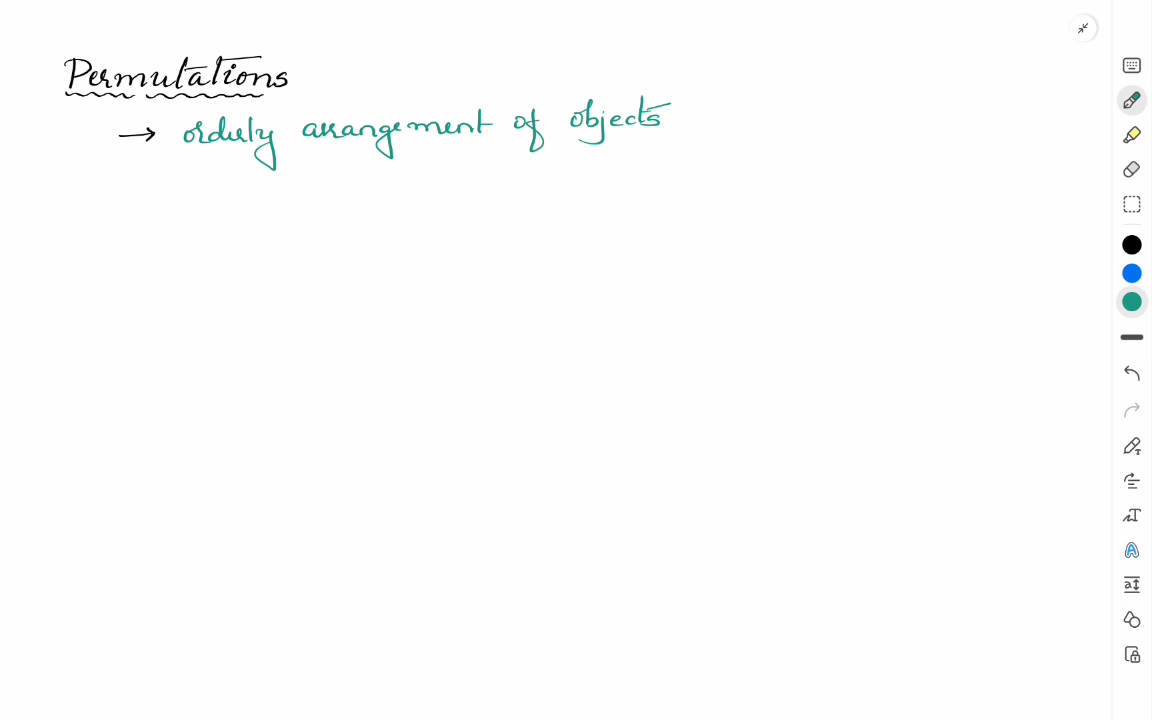 Permutations
→ orderly arrangement of objects